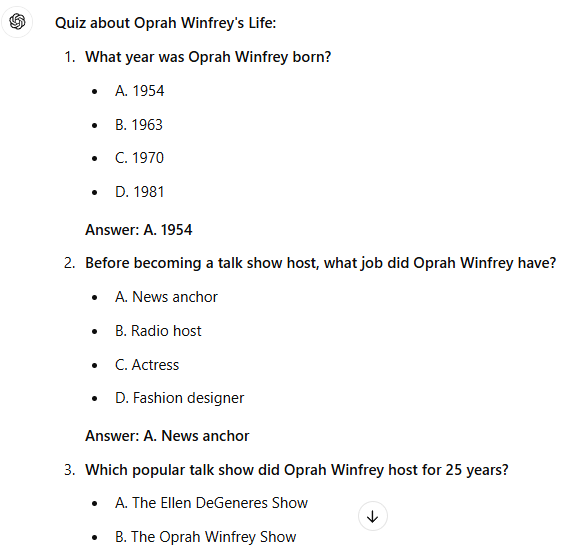 Quiz about Oprah Winfrey's Life:
1. What year was Oprah Winfrey born?
• A. 1954
• B. 1963
• C. 1970
• D. 1981
Answer: A. 1954
2. Before becoming a talk show host, what job did Oprah Winfrey have?
• A. News anchor
• B. Radio host
• C. Actress
• D. Fashion designer
Answer: A. News anchor
3. Which popular talk show did Oprah Winfrey host for 25 years?
• A. The Ellen DeGeneres Show
• B. The Oprah Winfrey Show